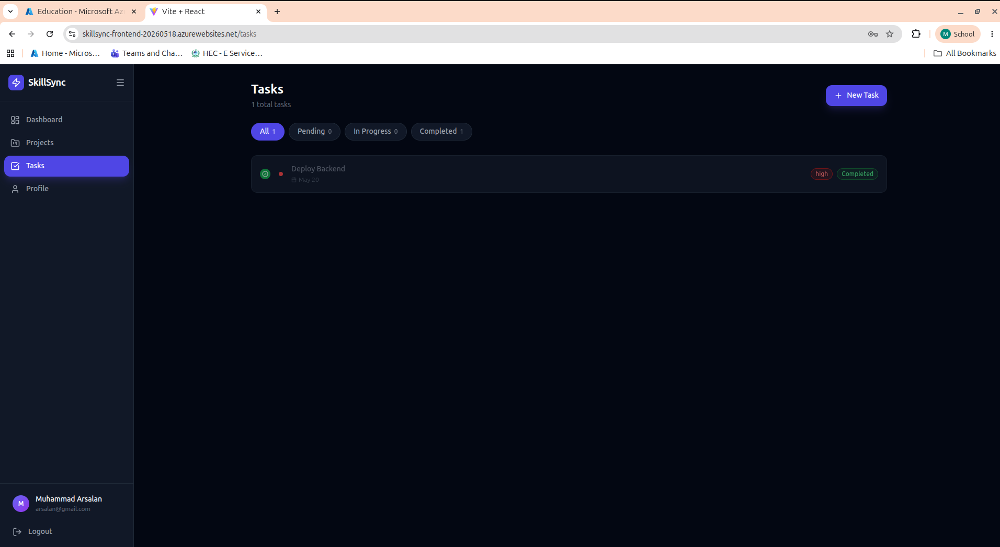 Education - Microsoft Az
Vite + React
skillsync-frontend-20260518.azurewebsites.net/tasks
M School
Home - Micros...
Teams and Cha...
HEC - E Service...
All Bookmarks
SkillSync
Dashboard
Projects
Tasks
Profile
Muhammad Arsalan
M
arsalan@gmail.com
Logout
Tasks
1 total tasks
+ New Task
All 1
Pending 0
In Progress 0
Completed 1
Deploy Backend
May 20
high
Completed